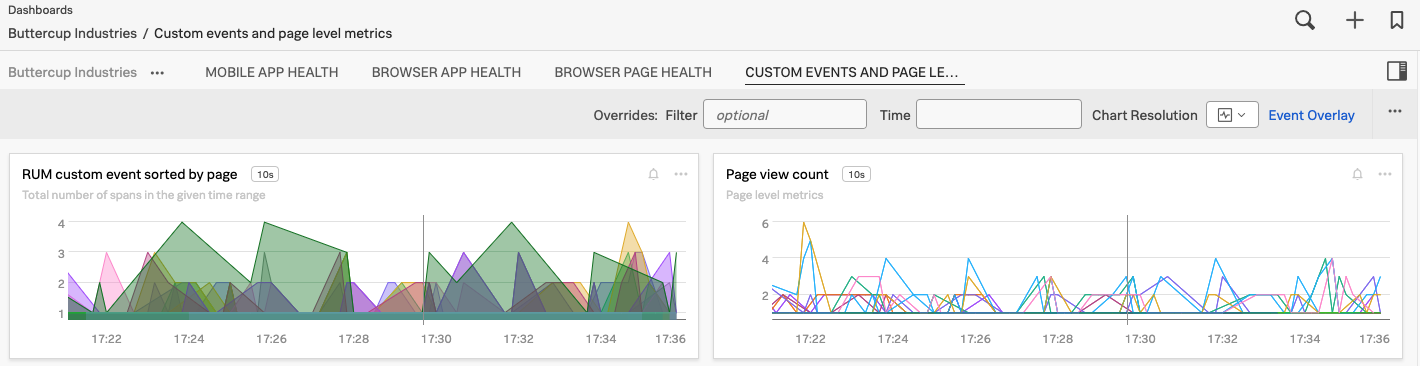 Dashboards
Buttercup Industries / Custom events and page level metrics
Buttercup Industries ••• MOBILE APP HEALTH BROWSER APP HEALTH BROWSER PAGE HEALTH CUSTOM EVENTS AND PAGE LE...
Overrides: Filter optional Time Chart Resolution Event Overlay
RUM custom event sorted by page 10s
Total number of spans in the given time range
4
3
2
1
17:22 17:24 17:26 17:28 17:30 17:32 17:34 17:36
Page view count 10s
Page level metrics
6
4
2
17:22 17:24 17:26 17:28 17:30 17:32 17:34 17:36